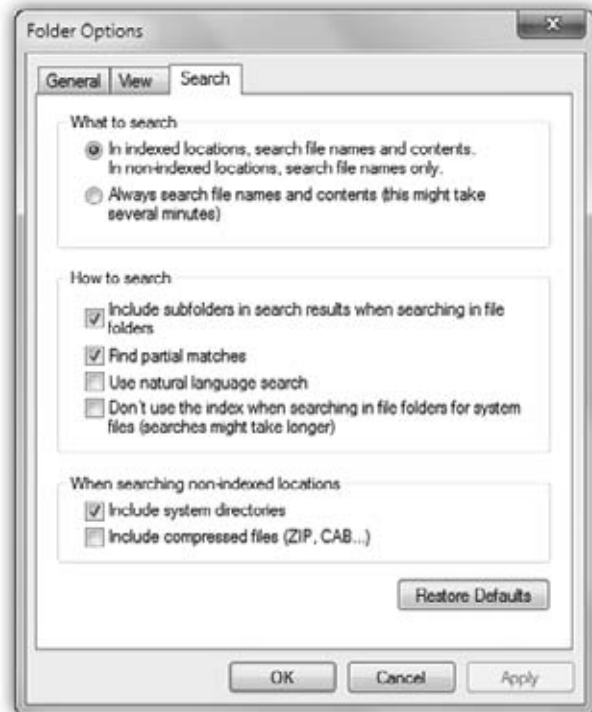 Folder Options
General View Search
What to search
In indexed locations, search file names and contents.
In non-indexed locations, search file names only.
Always search file names and contents (this might take
several minutes)
How to search
Include subfolders in search results when searching in file
folders
Find partial matches
Use natural language search
Don't use the index when searching in file folders for system
files (searches might take longer)
When searching non-indexed locations
Include system directories
Include compressed files (ZIP, CAB...)
Restore Defaults
OK Cancel Apply